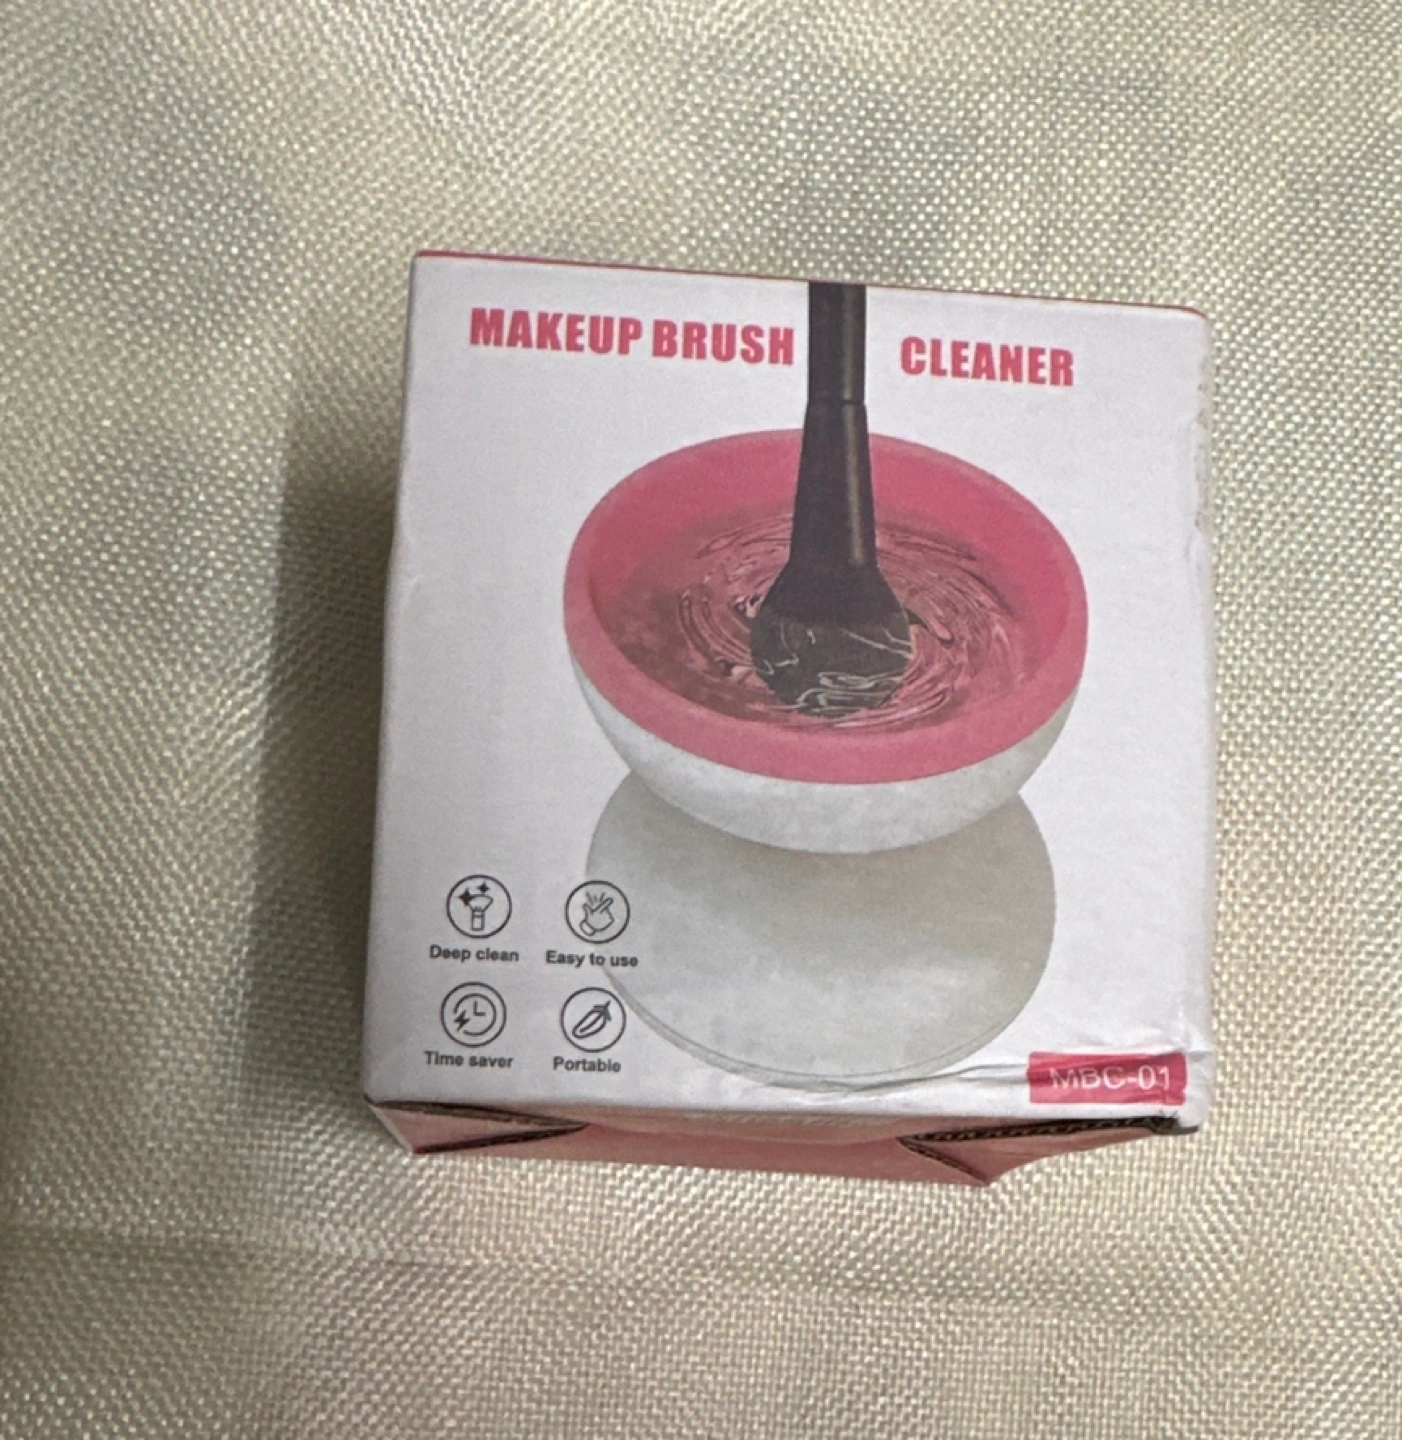 MAKEUP BRUSH CLEANER
Deep clean
Easy to use
Time saver
Portable
MBC-01